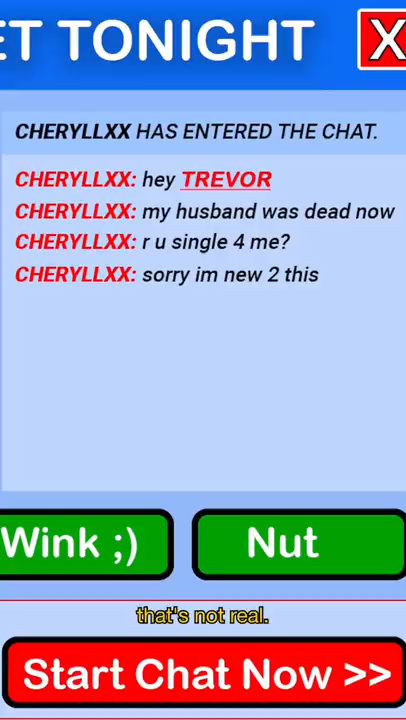 ET TONIGHT
X
CHERYLLXX HAS ENTERED THE CHAT.
CHERYLLXX: hey TREVOR
CHERYLLXX: my husband was dead now
CHERYLLXX: r u single 4 me?
CHERYLLXX: sorry im new 2 this
Wink ;)
Nut
that's not real.
Start Chat Now >>